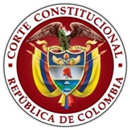 CORTE CONSTITUCIONAL
REPÚBLICA DE COLOMBIA